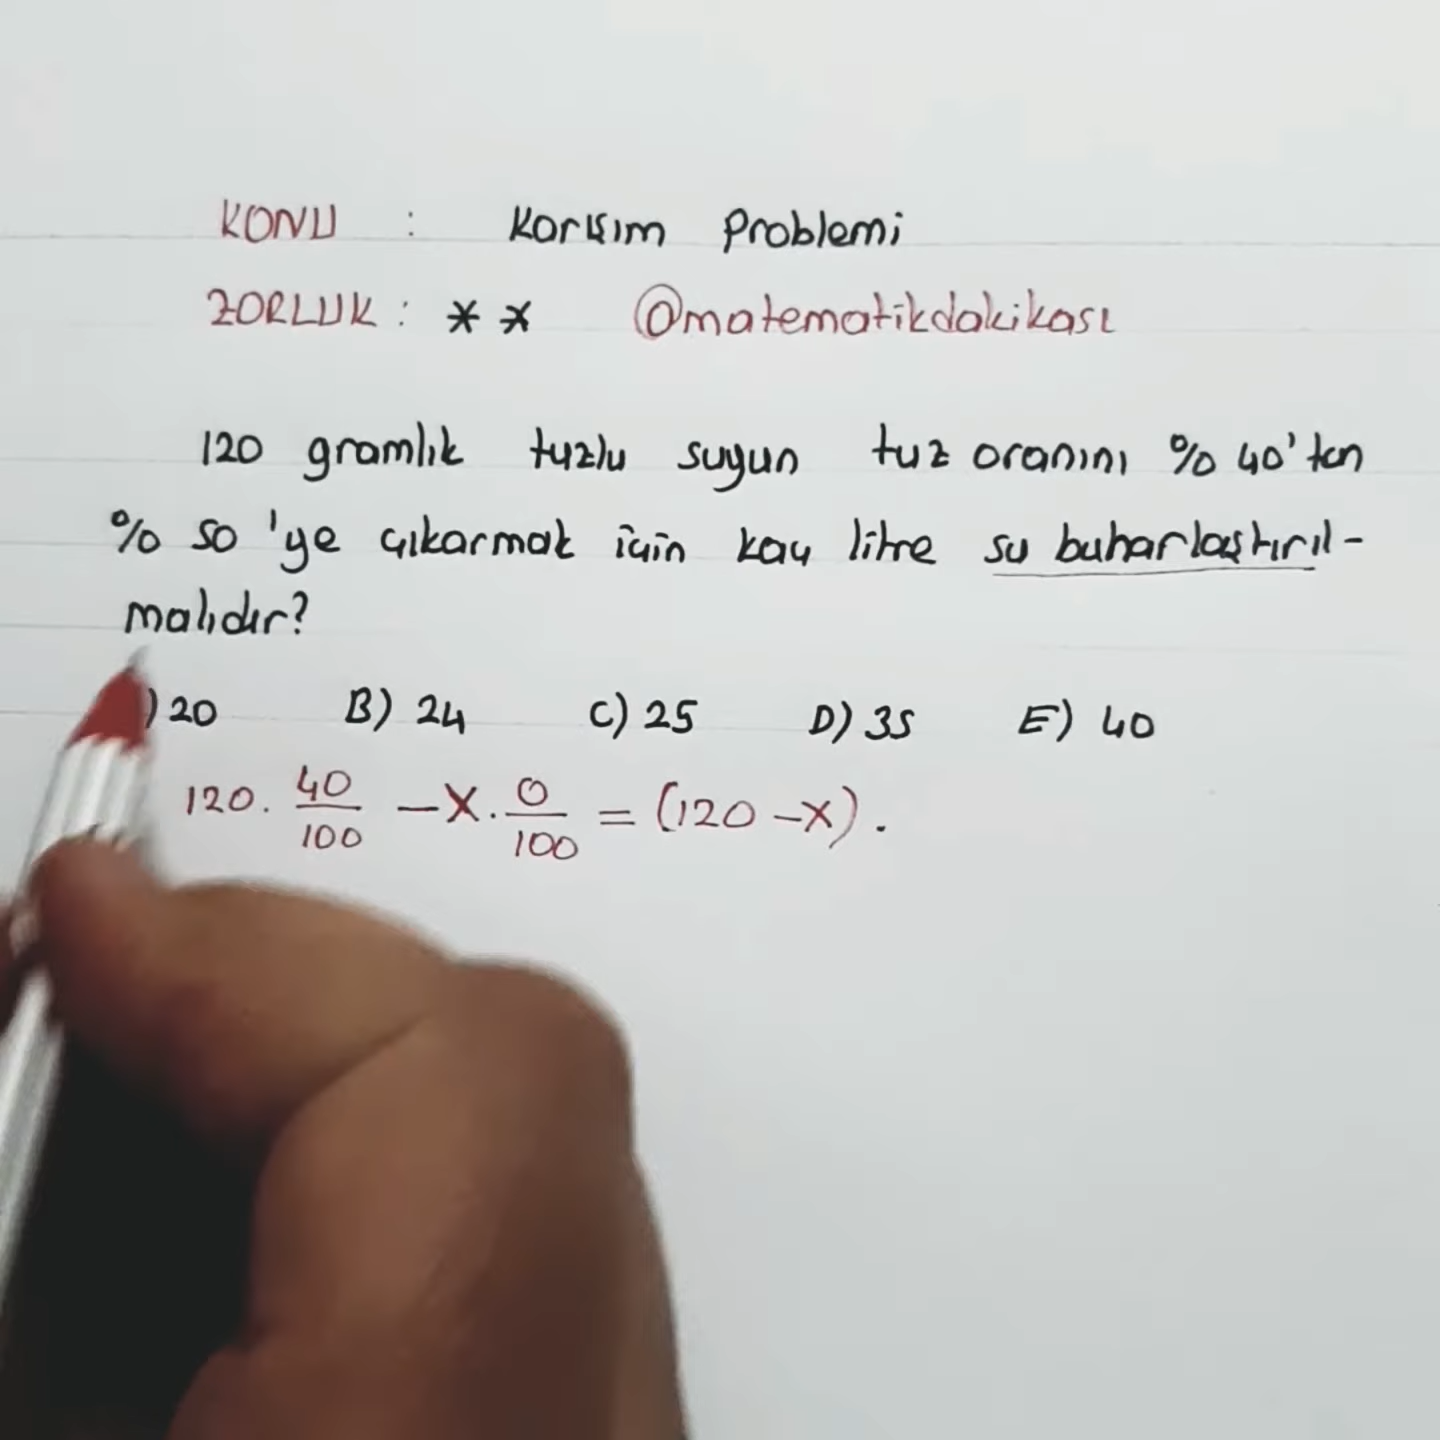 KONU : Karışım Problemi
ZORLUK : * * @matematikdakikası
120 gramlık tuzlu suyun tuz oranını % 40'tan
% 50 'ye çıkarmak için kaç litre su buharlaştırıl-
malıdır?
) 20 B) 24 C) 25 D) 35 E) 40
120 . 40/100 - X . 0/100 = (120 - X) .